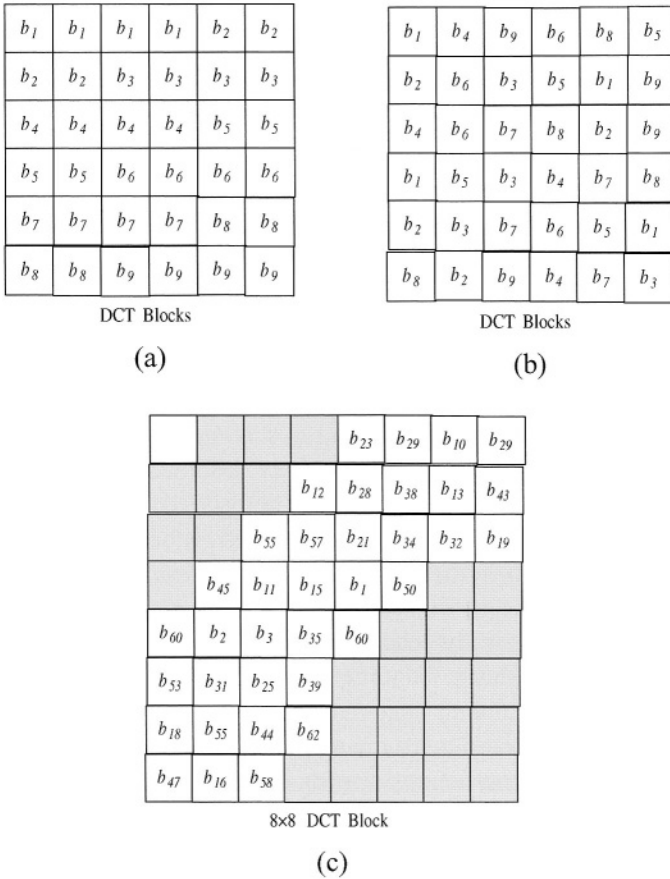 (a)
b1 b1 b1 b1 b2 b2
b2 b2 b3 b3 b3 b3
b4 b4 b4 b4 b5 b5
b5 b5 b6 b6 b6 b6
b7 b7 b7 b7 b8 b8
b8 b8 b9 b9 b9 b9
DCT Blocks
(a)
b1 b4 b9 b6 b8 b5
b2 b6 b3 b5 b1 b9
b4 b6 b7 b8 b2 b9
b1 b5 b3 b4 b7 b8
b2 b3 b7 b6 b5 b1
b8 b2 b9 b4 b7 b3
DCT Blocks
(b)
b23 b29 b10 b29
b12 b28 b38 b13 b43
b55 b57 b21 b34 b32 b19
b45 b11 b15 b1 b50
b60 b2 b3 b35 b60
b53 b31 b25 b39
b18 b55 b44 b62
b47 b16 b58
8×8 DCT Block
(c)